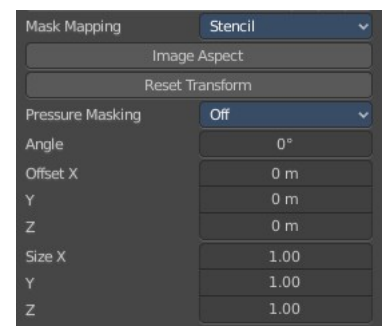 Mask Mapping Stencil
Image Aspect
Reset Transform
Pressure Masking Off
Angle 0°
Offset X 0 m
Y 0 m
Z 0 m
Size X 1.00
Y 1.00
Z 1.00